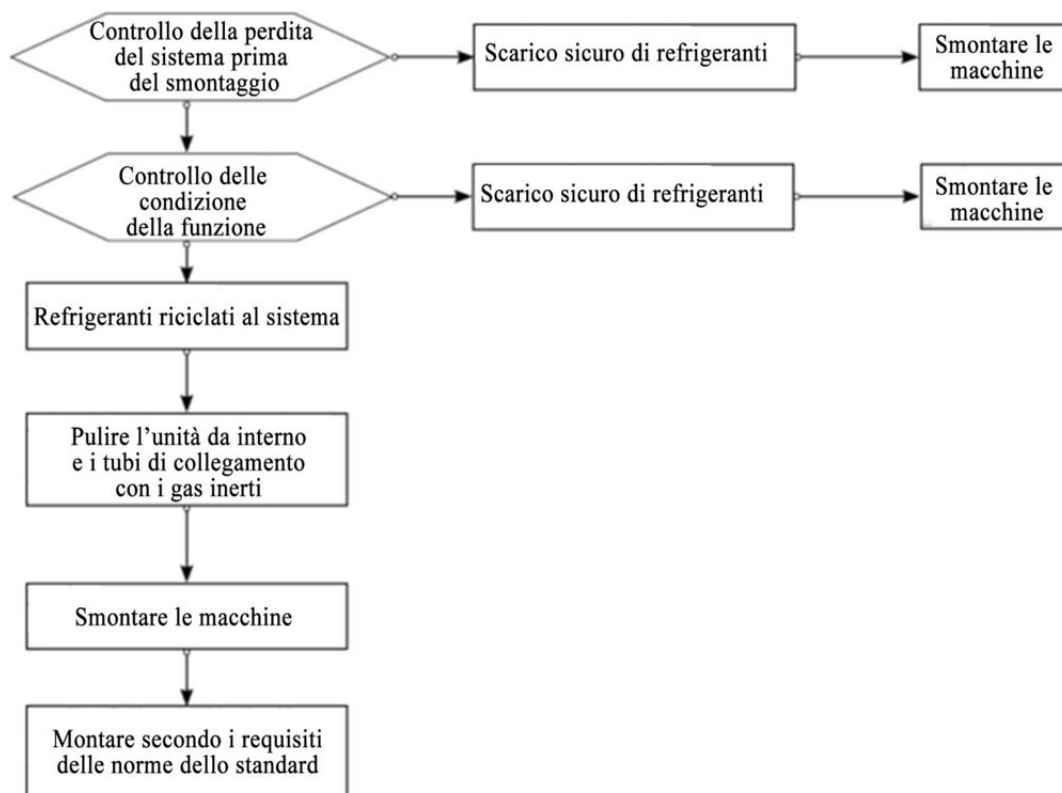 Controllo della perdita
del sistema prima
del smontaggio
Scarico sicuro di refrigeranti
Smontare le
macchine
Controllo delle
condizione
della funzione
Scarico sicuro di refrigeranti
Smontare le
macchine
Refrigeranti riciclati al sistema
Pulire l'unità da interno
e i tubi di collegamento
con i gas inerti
Smontare le macchine
Montare secondo i requisiti
delle norme dello standard